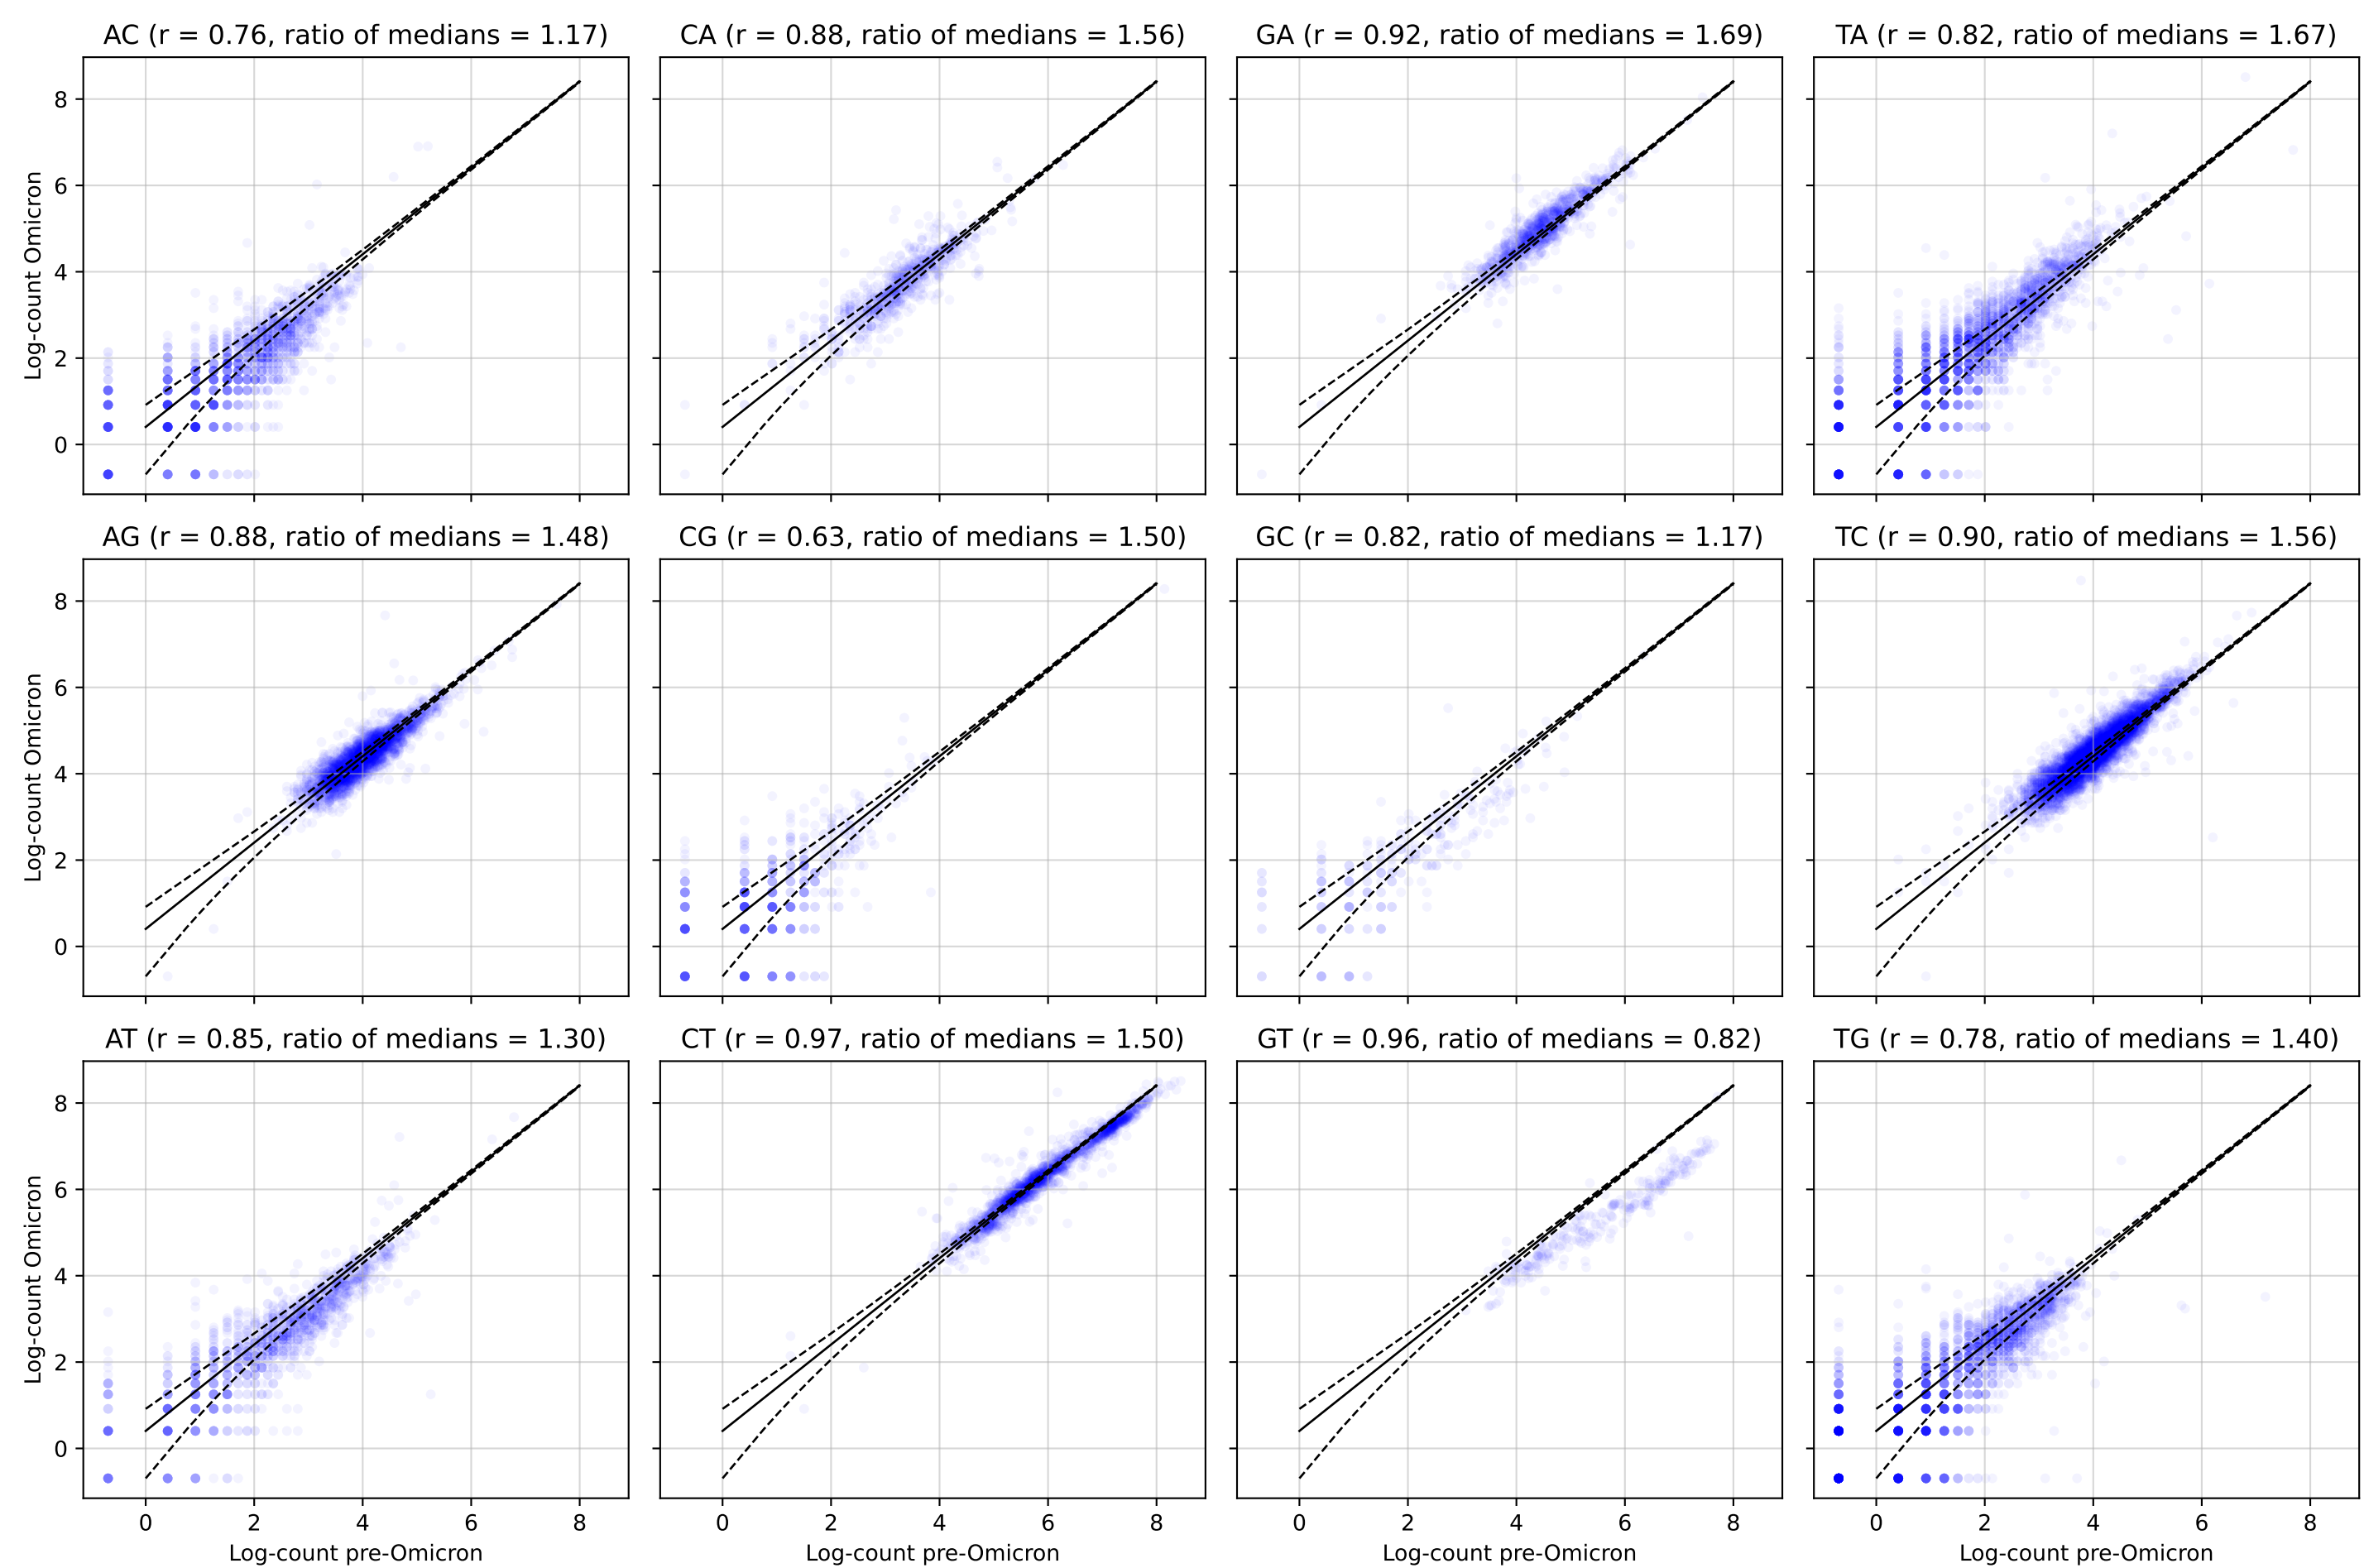 AC (r = 0.76, ratio of medians = 1.17)
CA (r = 0.88, ratio of medians = 1.56)
GA (r = 0.92, ratio of medians = 1.69)
TA (r = 0.82, ratio of medians = 1.67)
Log-count Omicron
8
6
4
2
0
AG (r = 0.88, ratio of medians = 1.48)
CG (r = 0.63, ratio of medians = 1.50)
GC (r = 0.82, ratio of medians = 1.17)
TC (r = 0.90, ratio of medians = 1.56)
Log-count Omicron
8
6
4
2
0
AT (r = 0.85, ratio of medians = 1.30)
CT (r = 0.97, ratio of medians = 1.50)
GT (r = 0.96, ratio of medians = 0.82)
TG (r = 0.78, ratio of medians = 1.40)
Log-count Omicron
8
6
4
2
0
0 2 4 6 8
0 2 4 6 8
0 2 4 6 8
0 2 4 6 8
Log-count pre-Omicron
Log-count pre-Omicron
Log-count pre-Omicron
Log-count pre-Omicron